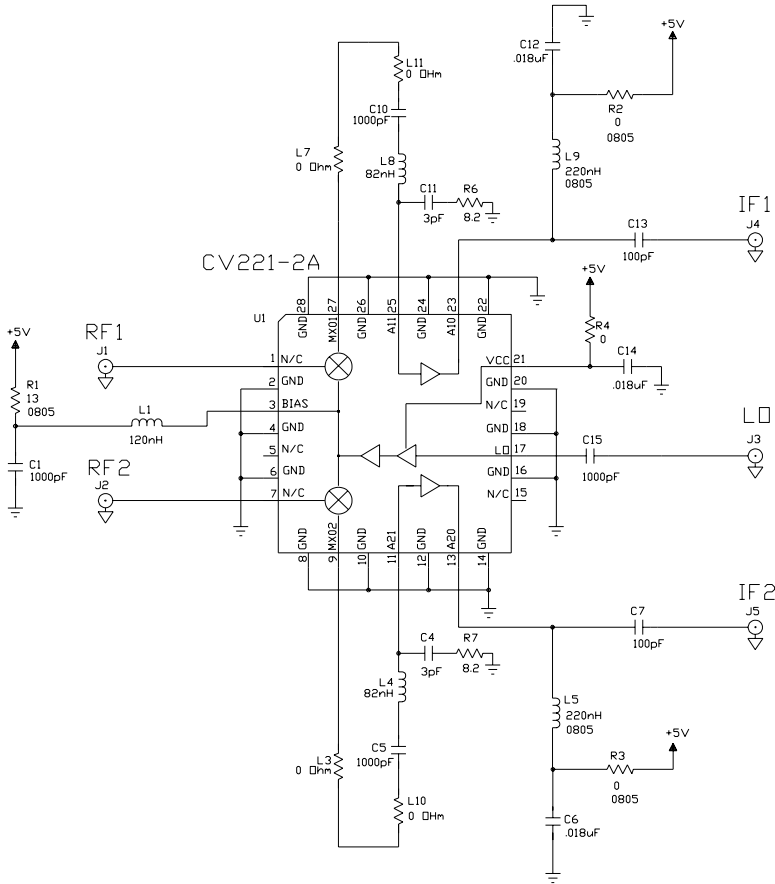 +5V
C12
.018uF
R2
0
0805
L11
0 OHm
C10
1000pF
L7
0 Ohm
L8
82nH
L9
220nH
0805
C11
3pF
R6
8.2
IF1
J4
C13
100pF
CV221-2A
+5V
U1
28 GND
27 MXO1
26 GND
25 A11
24 GND
23 A1O
22 GND
R4
0
+5V
RF1
J1
1 N/C
VCC 21
C14
.018uF
R1
13
0805
2 GND
GND 20
L1
120nH
3 BIAS
N/C 19
4 GND
GND 18
LO
J3
C1
1000pF
RF2
J2
5 N/C
LO 17
C15
1000pF
6 GND
GND 16
7 N/C
N/C 15
8 GND
9 MXO2
10 GND
11 A21
12 GND
13 A2O
14 GND
IF2
J5
C7
100pF
C4
3pF
R7
8.2
L4
82nH
L5
220nH
0805
C5
1000pF
+5V
R3
0
0805
L3
0 Ohm
L10
0 OHm
C6
.018uF